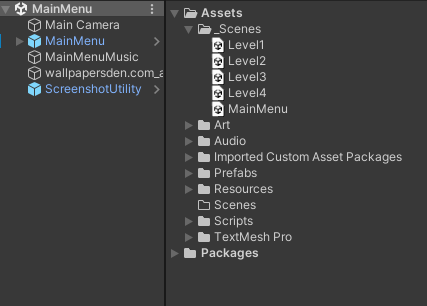 MainMenu
Main Camera
MainMenu
MainMenuMusic
wallpapersden.com_a
ScreenshotUtility
Assets
_Scenes
Level1
Level2
Level3
Level4
MainMenu
Art
Audio
Imported Custom Asset Packages
Prefabs
Resources
Scenes
Scripts
TextMesh Pro
Packages